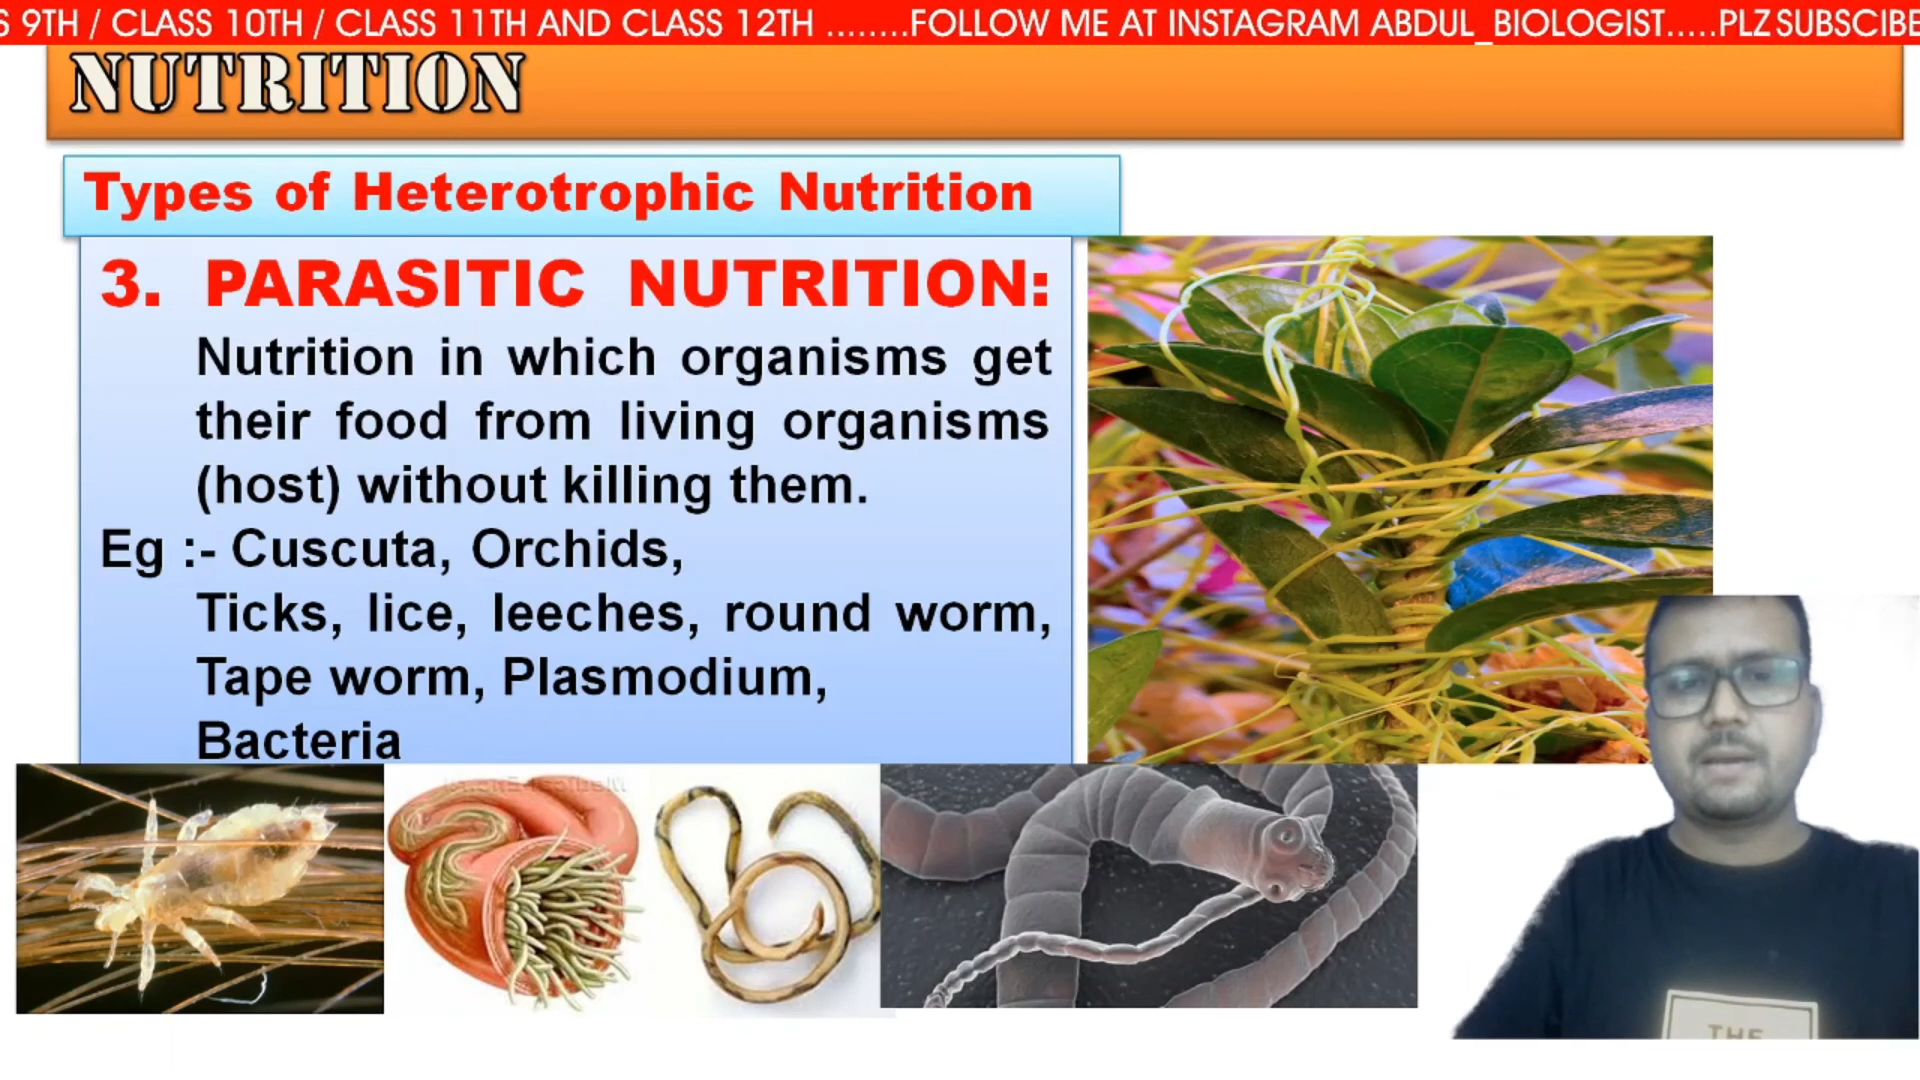 S 9TH / CLASS 10TH / CLASS 11TH AND CLASS 12TH ........FOLLOW ME AT INSTAGRAM ABDUL_BIOLOGIST.....PLZ SUBSCIBE
NUTRITION
Types of Heterotrophic Nutrition
3. PARASITIC NUTRITION:
Nutrition in which organisms get
their food from living organisms
(host) without killing them.
Eg :- Cuscuta, Orchids,
Ticks, lice, leeches, round worm,
Tape worm, Plasmodium,
Bacteria
THE